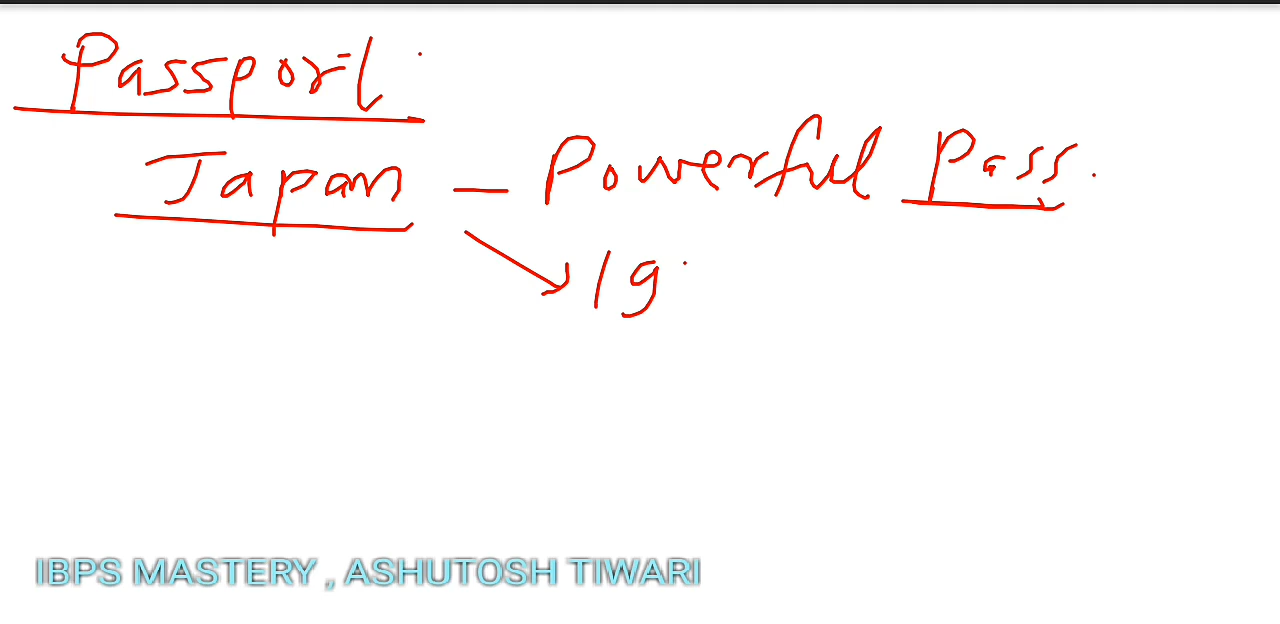 Passport
Japan - Powerful Pass.
19
IBPS MASTERY , ASHUTOSH TIWARI